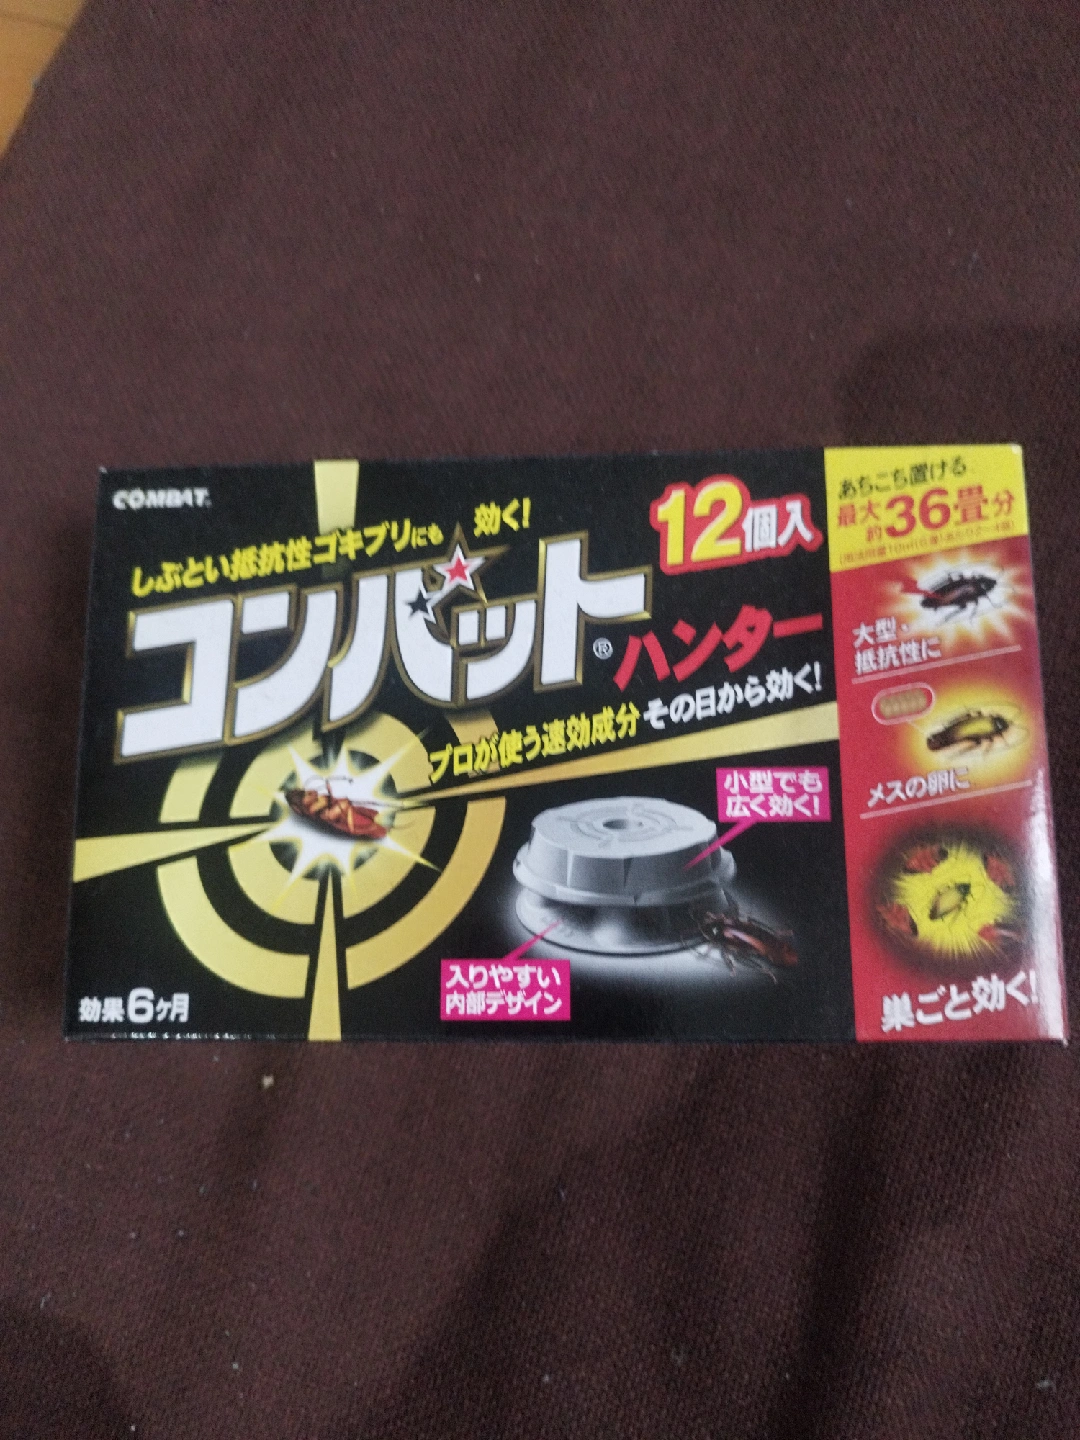 COMBAT
しぶとい抵抗性ゴキブリにも 効く!
コンバット®
ハンター
12個入
プロが使う速効成分 その日から効く!
小型でも
広く効く!
入りやすい
内部デザイン
効果6ヶ月
あちこち置ける
最大
約36畳分
大型・
抵抗性に
メスの卵に
巣ごと効く!